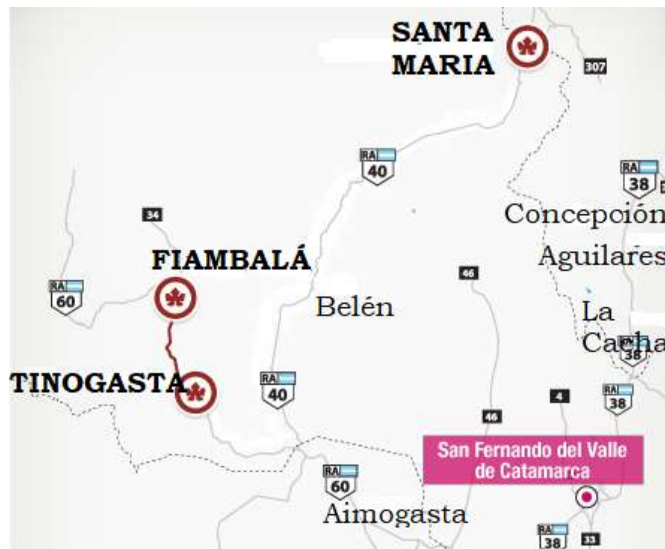 SANTA
MARIA
307
RA
40
RA
38
34
Concepción
FIAMBALÁ
46
Aguilares
RA
60
Belén
La
Cacha
38
TINOGASTA
RA
40
4
RA
38
46
San Fernando del Valle
de Catamarca
RA
60
Aimogasta
RA
38
33